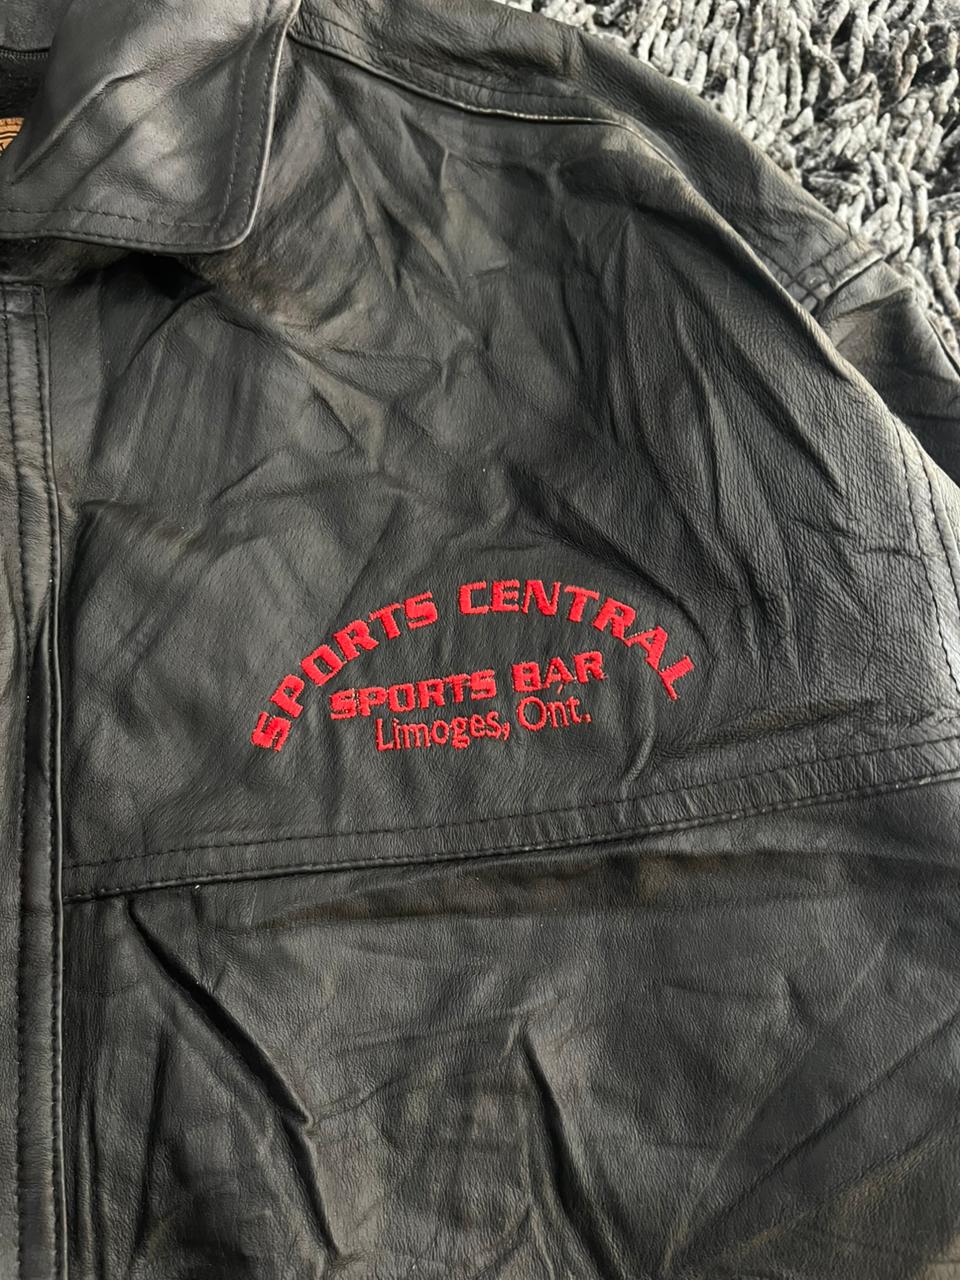 SPORTS CENTRAL
SPORTS BAR
Limoges, Ont.